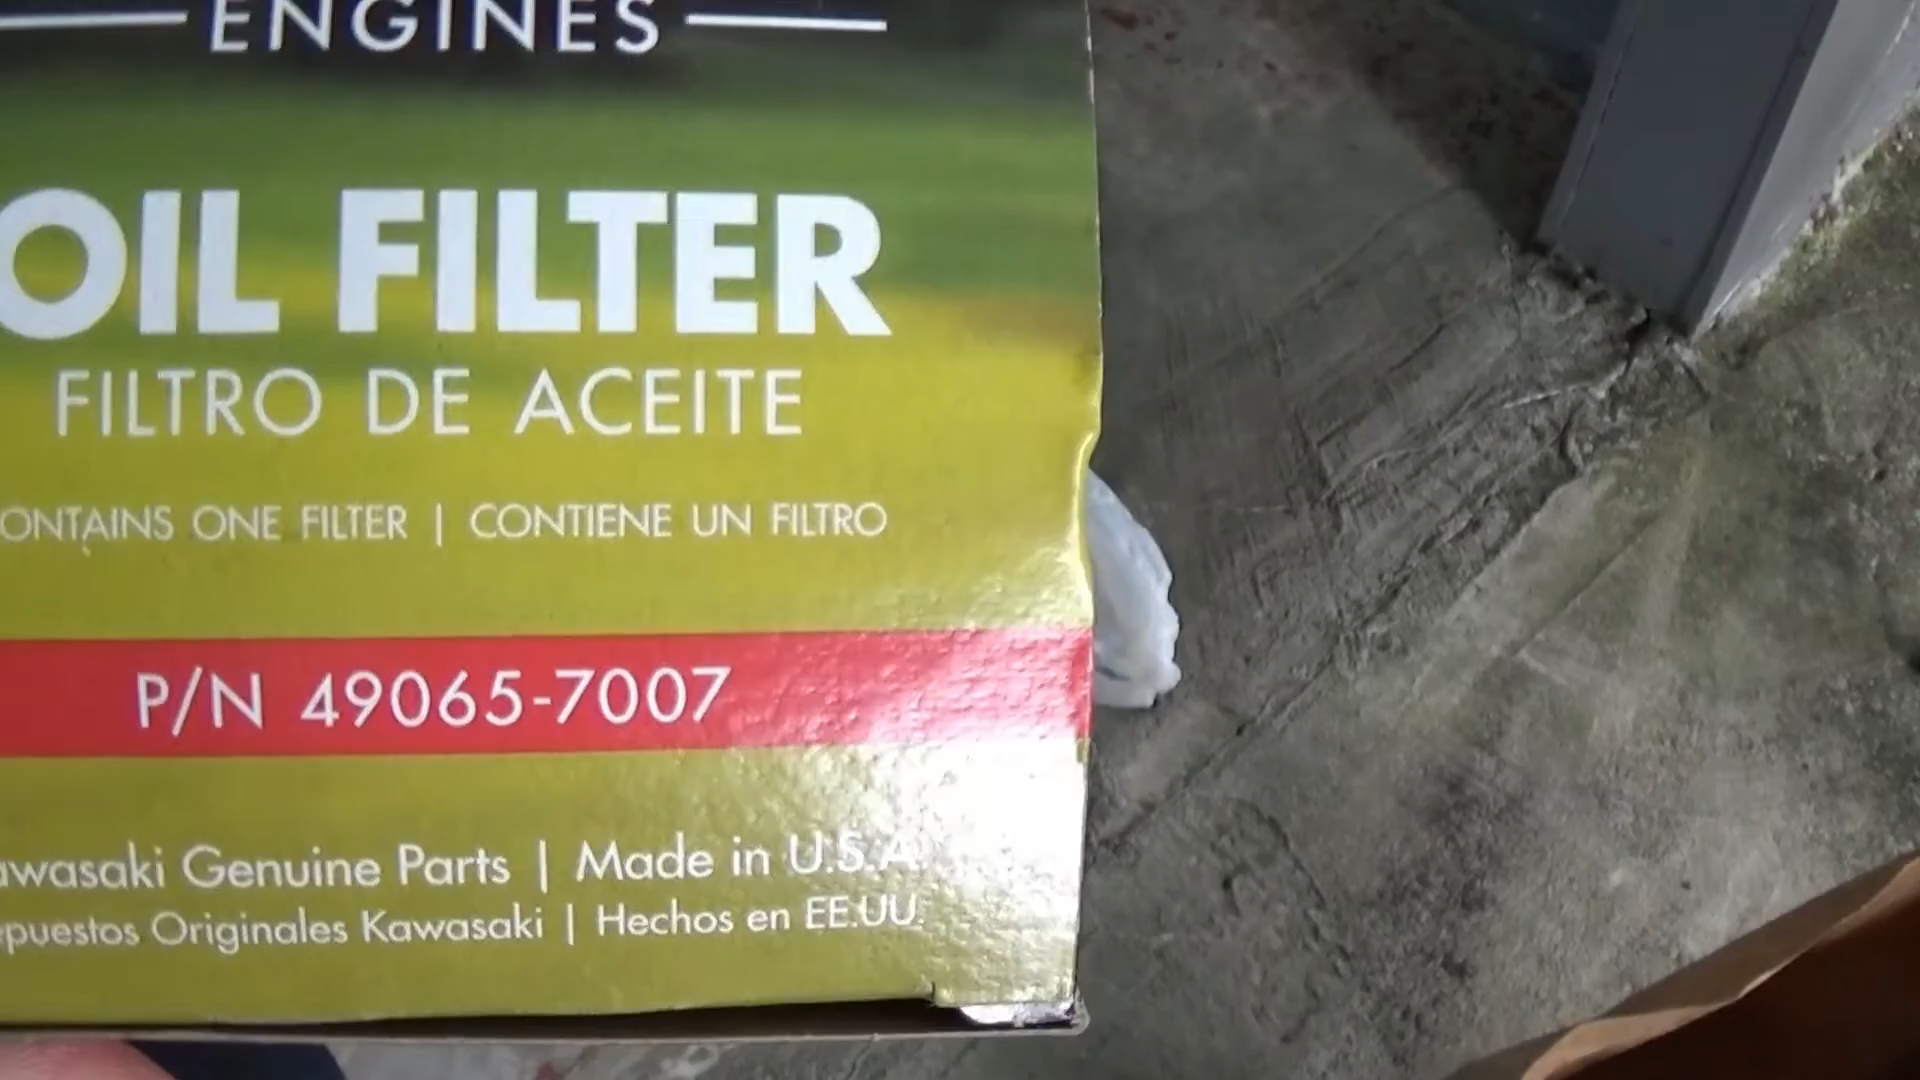 ENGINES
OIL FILTER
FILTRO DE ACEITE
ONTAINS ONE FILTER | CONTIENE UN FILTRO
P/N 49065-7007
awasaki Genuine Parts | Made in U.S.A.
epuestos Originales Kawasaki | Hechos en EE.UU.